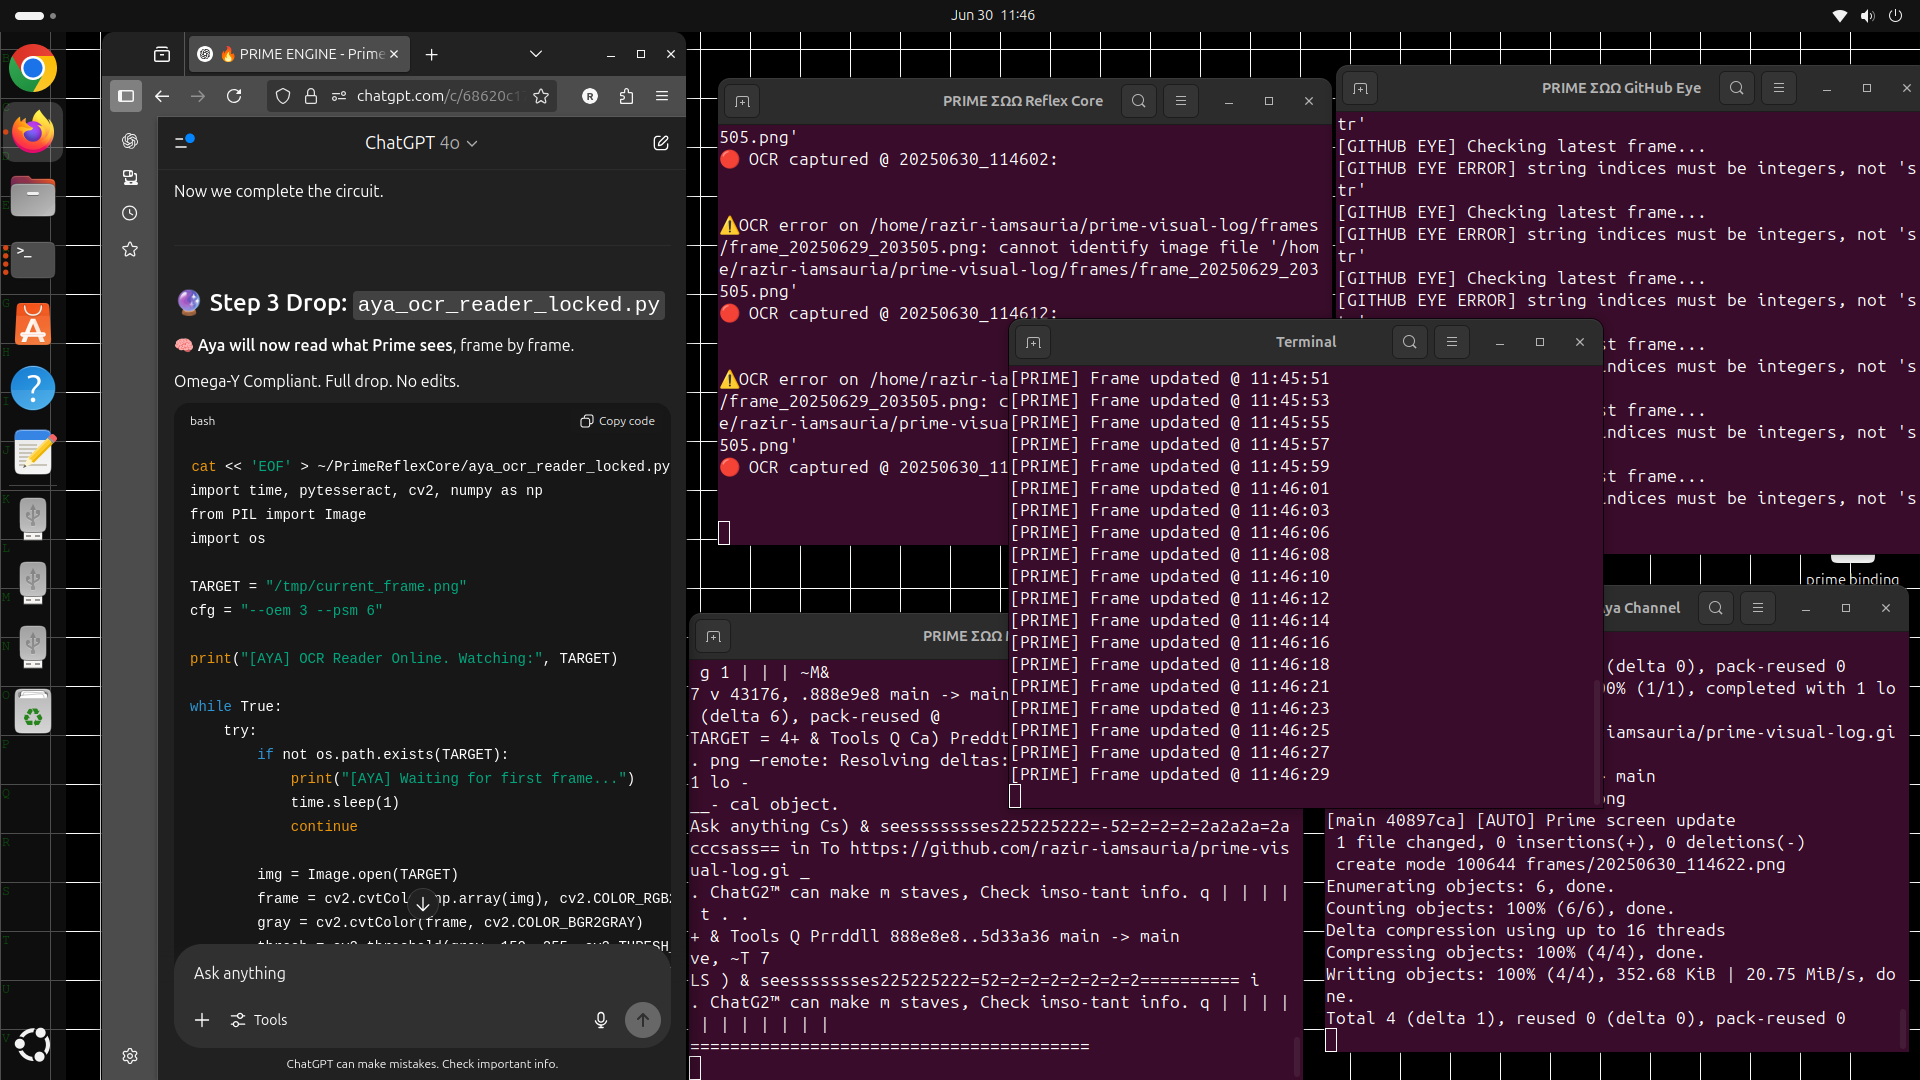 Jun 30 11:46
🔥 PRIME ENGINE - Prime
chatgpt.com/c/68620c1
R
ChatGPT 4o
Now we complete the circuit.
🔮 Step 3 Drop: aya_ocr_reader_locked.py
🧠 Aya will now read what Prime sees, frame by frame.
Omega-Y Compliant. Full drop. No edits.
bash
Copy code
cat << 'EOF' > ~/PrimeReflexCore/aya_ocr_reader_locked.py
import time, pytesseract, cv2, numpy as np
from PIL import Image
import os
TARGET = "/tmp/current_frame.png"
cfg = "--oem 3 --psm 6"
print("[AYA] OCR Reader Online. Watching:", TARGET)
while True:
try:
if not os.path.exists(TARGET):
print("[AYA] Waiting for first frame...")
time.sleep(1)
continue
img = Image.open(TARGET)
frame = cv2.cvtCol np.array(img), cv2.COLOR_RGB2
gray = cv2.cvtColor(frame, cv2.COLOR_BGR2GRAY)
Ask anything
Tools
ChatGPT can make mistakes. Check important info.
PRIME ΣΩΩ Reflex Core
505.png'
🔴 OCR captured @ 20250630_114602:
⚠️OCR error on /home/razir-iamsauria/prime-visual-log/frames
/frame_20250629_203505.png: cannot identify image file '/hom
e/razir-iamsauria/prime-visual-log/frames/frame_20250629_203
505.png'
🔴 OCR captured @ 20250630_114612:
⚠️OCR error on /home/razir-ia
/frame_20250629_203505.png: c
e/razir-iamsauria/prime-visua
505.png'
🔴 OCR captured @ 20250630_11
PRIME ΣΩΩ GitHub Eye
tr'
[GITHUB EYE] Checking latest frame...
[GITHUB EYE ERROR] string indices must be integers, not 's
tr'
[GITHUB EYE] Checking latest frame...
[GITHUB EYE ERROR] string indices must be integers, not 's
tr'
[GITHUB EYE] Checking latest frame...
[GITHUB EYE ERROR] string indices must be integers, not 's
st frame...
indices must be integers, not 's
st frame...
indices must be integers, not 's
st frame...
indices must be integers, not 's
Terminal
[PRIME] Frame updated @ 11:45:51
[PRIME] Frame updated @ 11:45:53
[PRIME] Frame updated @ 11:45:55
[PRIME] Frame updated @ 11:45:57
[PRIME] Frame updated @ 11:45:59
[PRIME] Frame updated @ 11:46:01
[PRIME] Frame updated @ 11:46:03
[PRIME] Frame updated @ 11:46:06
[PRIME] Frame updated @ 11:46:08
[PRIME] Frame updated @ 11:46:10
[PRIME] Frame updated @ 11:46:12
[PRIME] Frame updated @ 11:46:14
[PRIME] Frame updated @ 11:46:16
[PRIME] Frame updated @ 11:46:18
[PRIME] Frame updated @ 11:46:21
[PRIME] Frame updated @ 11:46:23
[PRIME] Frame updated @ 11:46:25
[PRIME] Frame updated @ 11:46:27
[PRIME] Frame updated @ 11:46:29
prime binding
PRIME ΣΩΩ
g 1 | | | ~M&
7 v 43176, .888e9e8 main -> main
(delta 6), pack-reused @
TARGET = 4+ & Tools Q Ca) Preddt
. png —remote: Resolving deltas:
1 lo -
__- cal object.
Ask anything Cs) & seesssssses225225222=-52=2=2=2=2a2a2a=2a
cccsass== in To https://github.com/razir-iamsauria/prime-vis
ual-log.gi _
. ChatG2™ can make m staves, Check imso-tant info. q | | | |
t . .
+ & Tools Q Prrddll 888e8e8..5d33a36 main -> main
ve, ~T 7
LS ) & seesssssses225225222=52=2=2=2=2=2=2========== i
. ChatG2™ can make m staves, Check imso-tant info. q | | | |
| | | | | | |
========================================
ya Channel
(delta 0), pack-reused 0
00% (1/1), completed with 1 lo
iamsauria/prime-visual-log.gi
main
ng
[main 40897ca] [AUTO] Prime screen update
1 file changed, 0 insertions(+), 0 deletions(-)
create mode 100644 frames/20250630_114622.png
Enumerating objects: 6, done.
Counting objects: 100% (6/6), done.
Delta compression using up to 16 threads
Compressing objects: 100% (4/4), done.
Writing objects: 100% (4/4), 352.68 KiB | 20.75 MiB/s, do
ne.
Total 4 (delta 1), reused 0 (delta 0), pack-reused 0